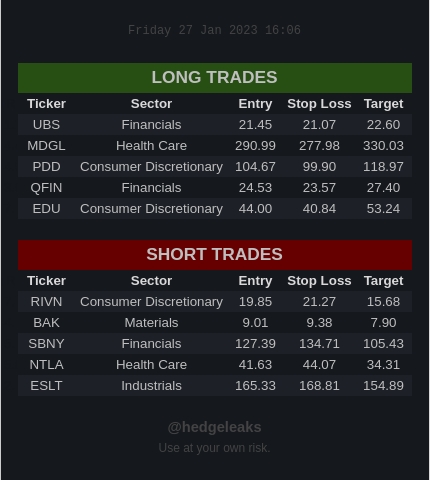 Friday 27 Jan 2023 16:06
LONG TRADES
Ticker Sector Entry Stop Loss Target
UBS Financials 21.45 21.07 22.60
MDGL Health Care 290.99 277.98 330.03
PDD Consumer Discretionary 104.67 99.90 118.97
QFIN Financials 24.53 23.57 27.40
EDU Consumer Discretionary 44.00 40.84 53.24
SHORT TRADES
Ticker Sector Entry Stop Loss Target
RIVN Consumer Discretionary 19.85 21.27 15.68
BAK Materials 9.01 9.38 7.90
SBNY Financials 127.39 134.71 105.43
NTLA Health Care 41.63 44.07 34.31
ESLT Industrials 165.33 168.81 154.89
@hedgeleaks
Use at your own risk.